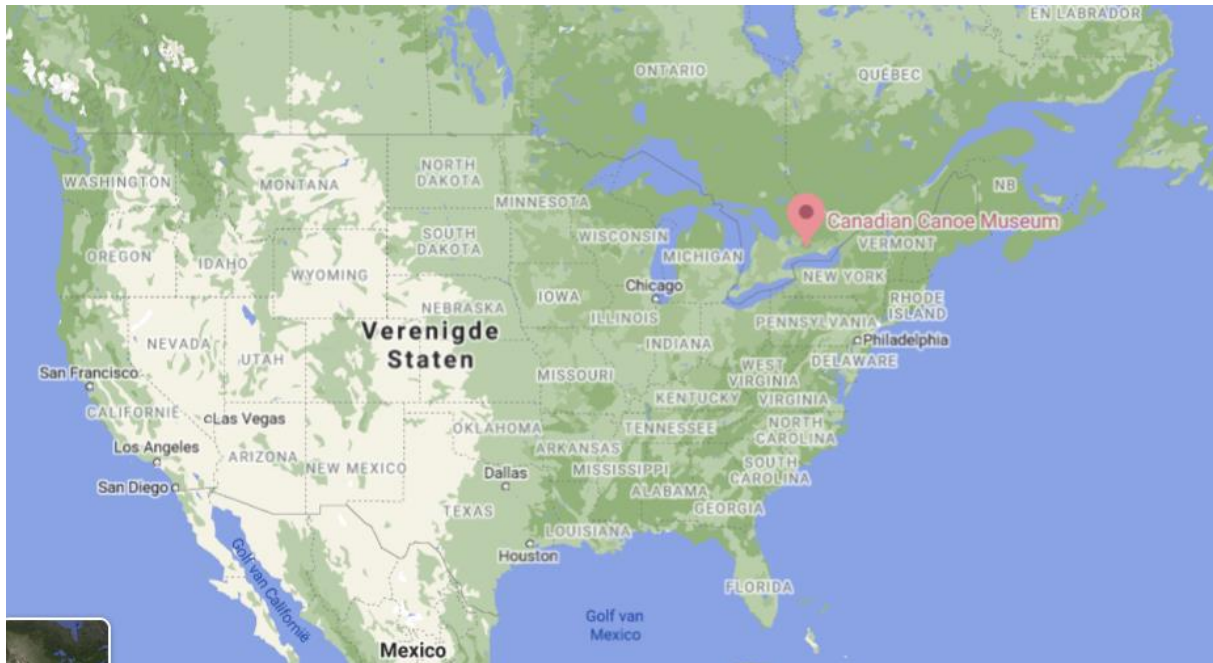 EN LABRADOR
ONTARIO
QUÉBEC
WASHINGTON
MONTANA
NORTH
DAKOTA
MINNESOTA
NB
Canadian Canoe Museum
OREGON
IDAHO
WYOMING
SOUTH
DAKOTA
WISCONSIN
MICHIGAN
VERMONT
NEW YORK
NEBRASKA
IOWA
Chicago
ILLINOIS
RHODE
ISLAND
Verenigde
Staten
NEVADA
UTAH
INDIANA
PENNSYLVANIA
Philadelphia
DELAWARE
San Francisco
MISSOURI
WEST
VIRGINIA
KENTUCKY
VIRGINIA
CALIFORNIË
Las Vegas
OKLAHOMA
TENNESSEE
NORTH
CAROLINA
Los Angeles
ARIZONA
NEW MEXICO
ARKANSAS
MISSISSIPPI
SOUTH
CAROLINA
San Diego
Dallas
ALABAMA
GEORGIA
TEXAS
LOUISIANA
Houston
FLORIDA
Golf van Californië
Golf van
Mexico
Mexico